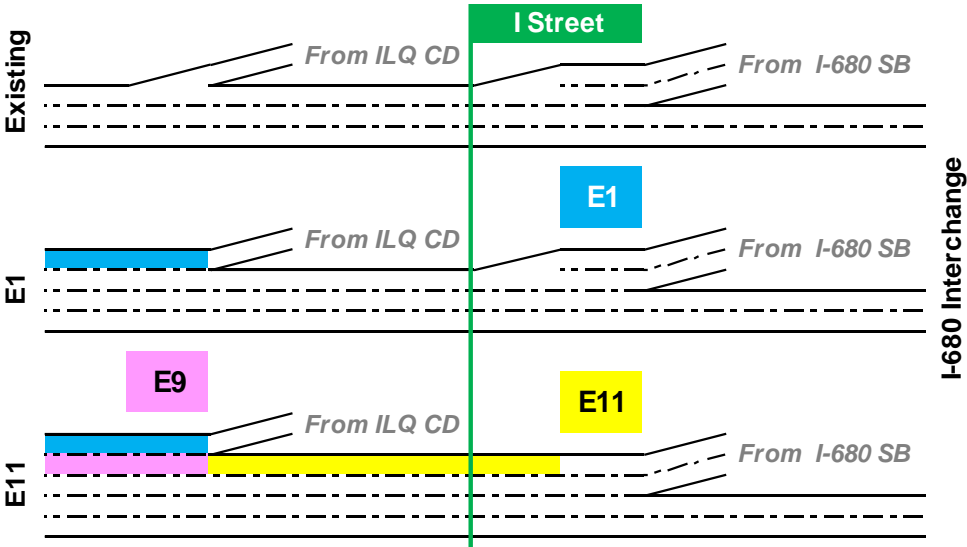 I Street
Existing
From ILQ CD
From I-680 SB
E1
E1
From ILQ CD
From I-680 SB
I-680 Interchange
E9
E11
E11
From ILQ CD
From I-680 SB